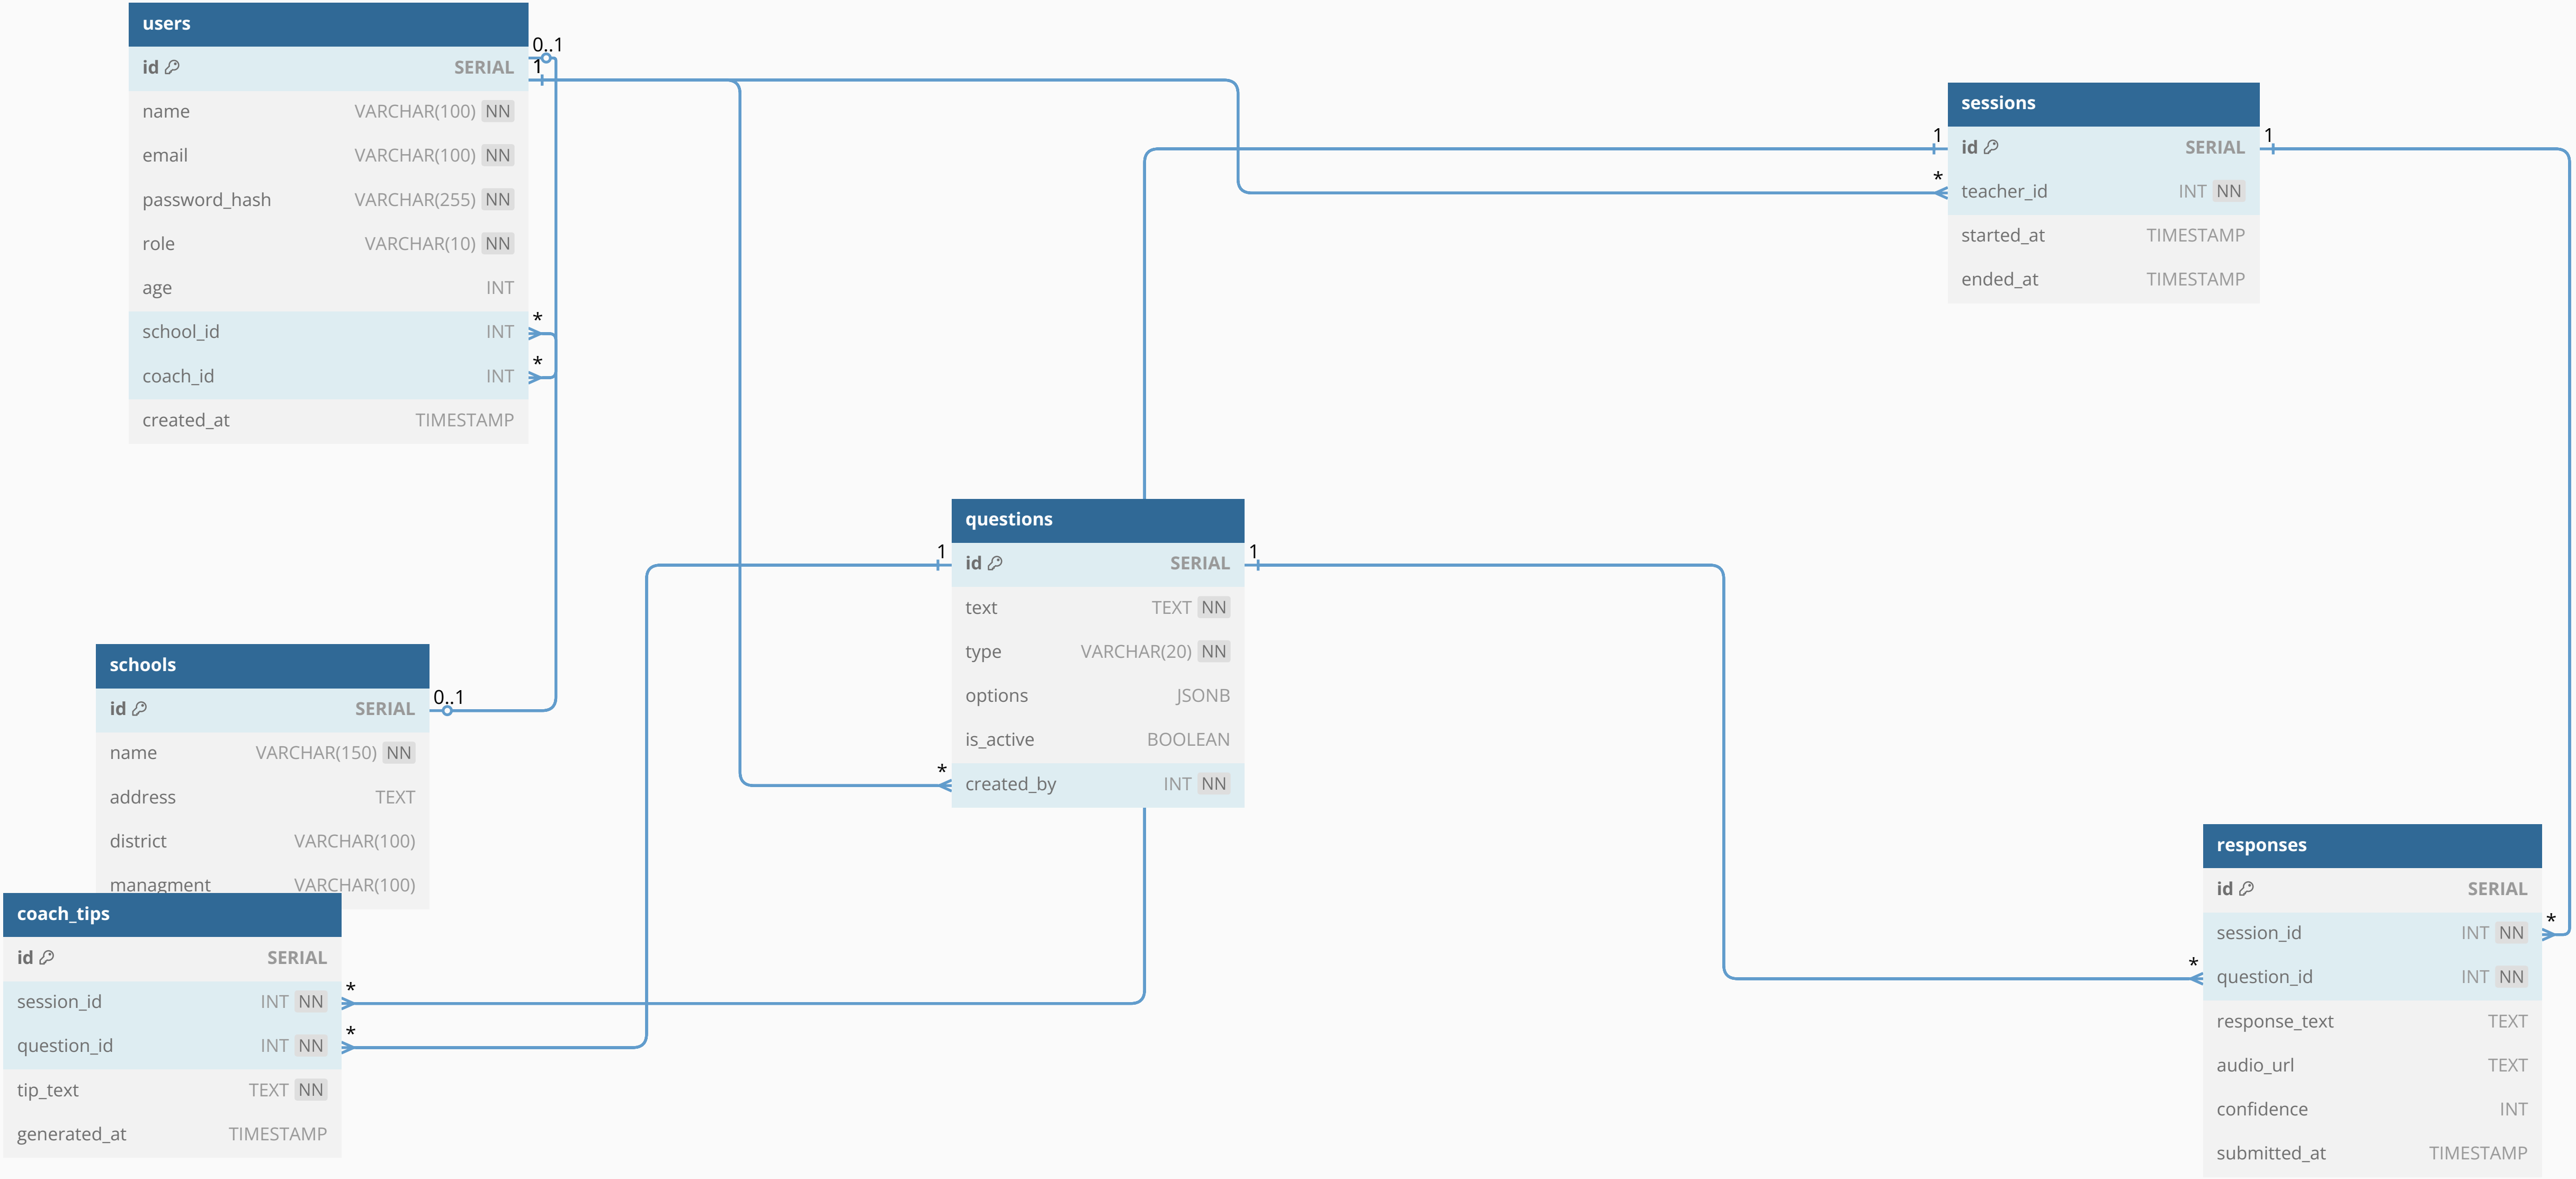 users
0..1
id SERIAL
1
name VARCHAR(100) NN
email VARCHAR(100) NN
password_hash VARCHAR(255) NN
role VARCHAR(10) NN
age INT
*
school_id INT
*
coach_id INT
created_at TIMESTAMP
sessions
1 1
id SERIAL
*
teacher_id INT NN
started_at TIMESTAMP
ended_at TIMESTAMP
questions
1 1
id SERIAL
text TEXT NN
type VARCHAR(20) NN
options JSONB
is_active BOOLEAN
*
created_by INT NN
schools
0..1
id SERIAL
name VARCHAR(150) NN
address TEXT
district VARCHAR(100)
managment VARCHAR(100)
coach_tips
id SERIAL
*
session_id INT NN
*
question_id INT NN
tip_text TEXT NN
generated_at TIMESTAMP
responses
id SERIAL
*
session_id INT NN
*
question_id INT NN
response_text TEXT
audio_url TEXT
confidence INT
submitted_at TIMESTAMP